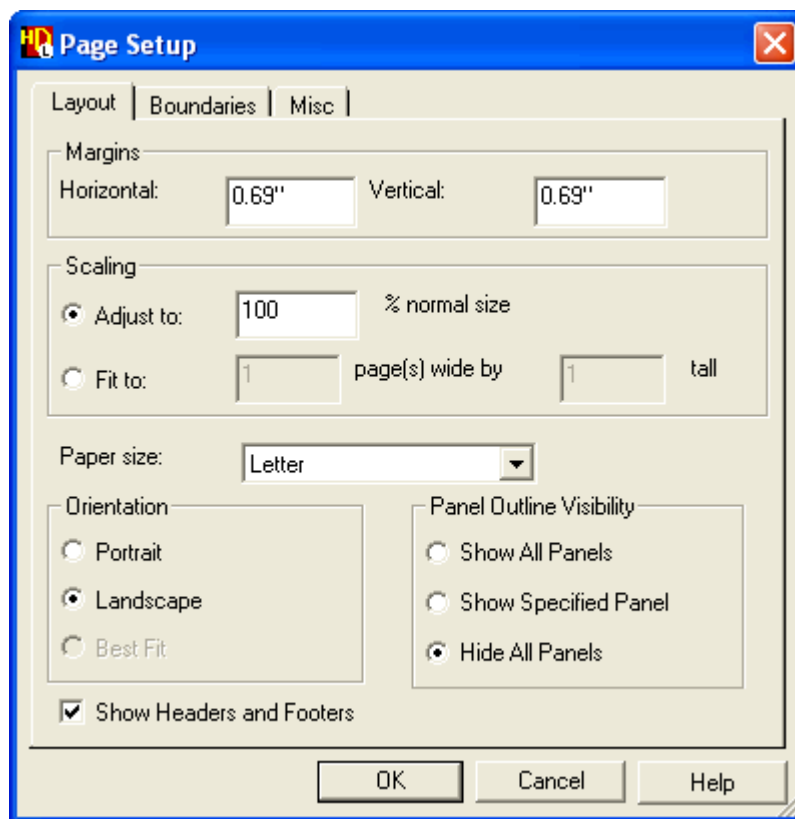 Page Setup
Layout Boundaries Misc
Margins
Horizontal: 0.69" Vertical: 0.69"
Scaling
Adjust to: 100 % normal size
Fit to: 1 page(s) wide by 1 tall
Paper size: Letter
Orientation
Portrait
Landscape
Best Fit
Panel Outline Visibility
Show All Panels
Show Specified Panel
Hide All Panels
Show Headers and Footers
OK Cancel Help